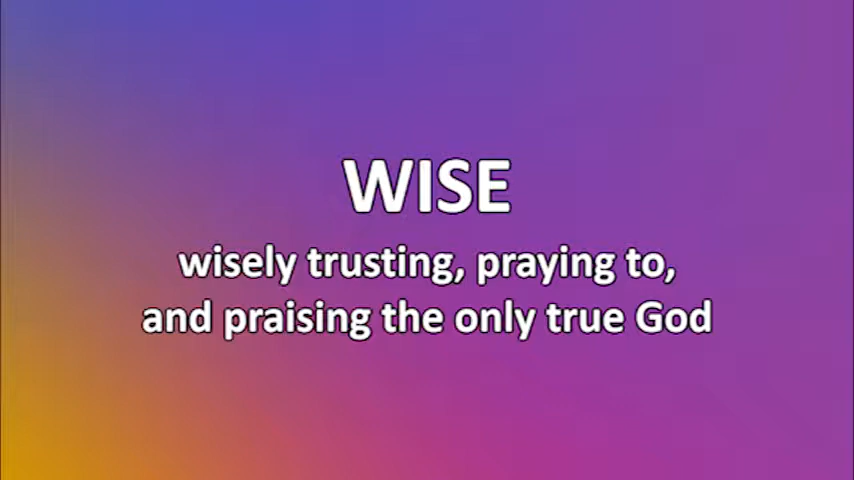 WISE
wisely trusting, praying to,
and praising the only true God